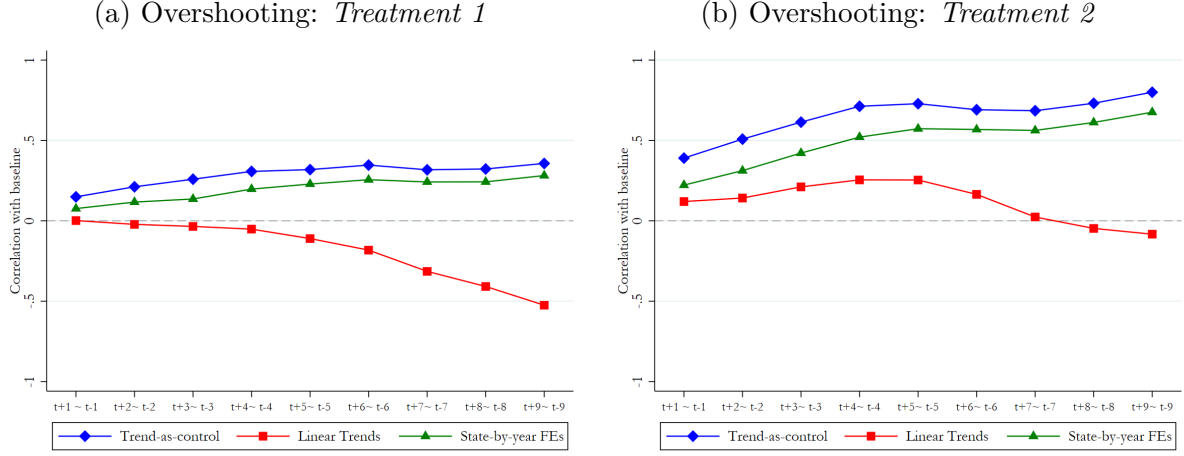 (a) Overshooting: Treatment 1
Correlation with baseline
1
.5
0
-.5
-1
t+1 ~ t-1 t+2~ t-2 t+3~ t-3 t+4~ t-4 t+5~ t-5 t+6~ t-6 t+7~ t-7 t+8~ t-8 t+9~ t-9
Trend-as-control Linear Trends State-by-year FEs
(b) Overshooting: Treatment 2
Correlation with baseline
1
.5
0
-.5
-1
t+1 ~ t-1 t+2~ t-2 t+3~ t-3 t+4~ t-4 t+5~ t-5 t+6~ t-6 t+7~ t-7 t+8~ t-8 t+9~ t-9
Trend-as-control Linear Trends State-by-year FEs